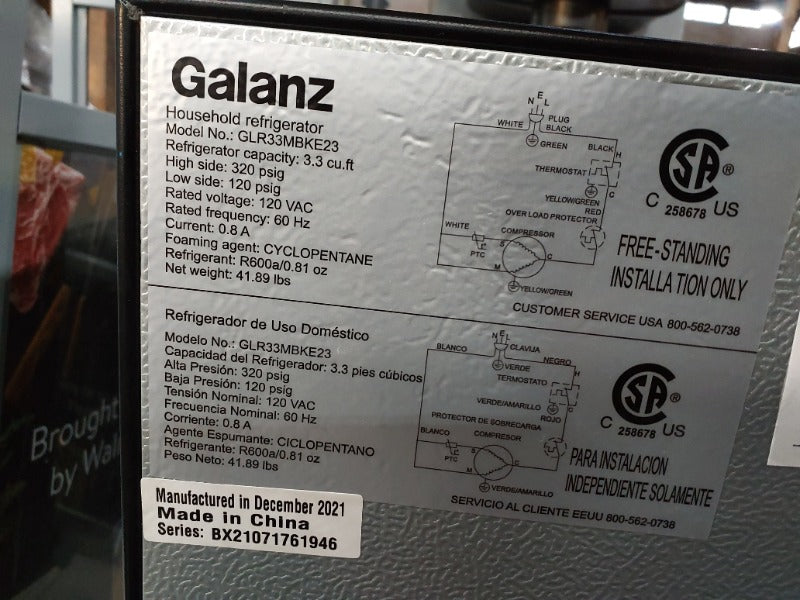 Galanz
Household refrigerator
Model No.: GLR33MBKE23
Refrigerator capacity: 3.3 cu.ft
High side: 320 psig
Low side: 120 psig
Rated voltage: 120 VAC
Rated frequency: 60 Hz
Current: 0.8 A
Foaming agent: CYCLOPENTANE
Refrigerant: R600a/0.81 oz
Net weight: 41.89 lbs
N E L
PLUG
WHITE
BLACK
GREEN
BLACK
H
THERMOSTAT
C
YELLOW/GREEN
RED
OVER LOAD PROTECTOR
WHITE
COMPRESSOR
PTC
S
C
M
YELLOW/GREEN
SA ®
C 258678 US
FREE-STANDING
INSTALLATION ONLY
CUSTOMER SERVICE USA 800-562-0738
Refrigerador de Uso Doméstico
Modelo No.: GLR33MBKE23
Capacidad del Refrigerador: 3.3 pies cúbicos
Alta Presión: 320 psig
Baja Presión: 120 psig
Tensión Nominal: 120 VAC
Frecuencia Nominal: 60 Hz
Corriente: 0.8 A
Agente Espumante: CICLOPENTANO
Refrigerante: R600a/0.81 oz
Peso Neto: 41.89 lbs
N E L
CLAVIJA
BLANCO
NEGRO
VERDE
H
TERMOSTATO
C
VERDE/AMARILLO
ROJO
PROTECTOR DE SOBRECARGA
BLANCO
COMPRESOR
PTC
S
C
M
VERDE/AMARILLO
SA ®
C 258678 US
PARA INSTALACION
INDEPENDIENTE SOLAMENTE
SERVICIO AL CLIENTE EEUU 800-562-0738
Manufactured in December 2021
Made in China
Series: BX21071761946
Brought
by